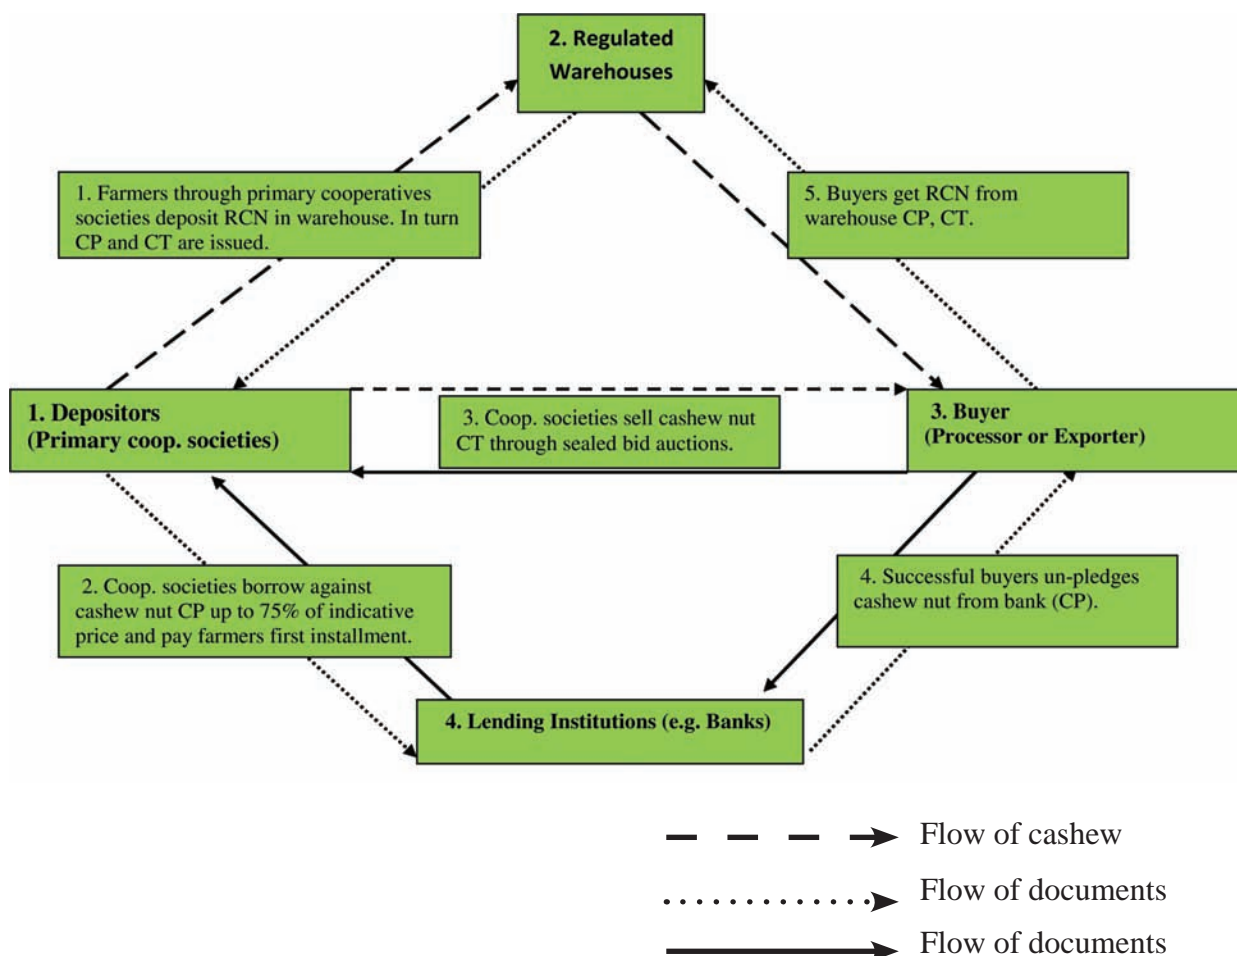 2. Regulated
Warehouses
1. Farmers through primary cooperatives
societies deposit RCN in warehouse. In turn
CP and CT are issued.
5. Buyers get RCN from
warehouse CP, CT.
1. Depositors
(Primary coop. societies)
3. Coop. societies sell cashew nut
CT through sealed bid auctions.
3. Buyer
(Processor or Exporter)
2. Coop. societies borrow against
cashew nut CP up to 75% of indicative
price and pay farmers first installment.
4. Successful buyers un-pledges
cashew nut from bank (CP).
4. Lending Institutions (e.g. Banks)
Flow of cashew
Flow of documents
Flow of documents